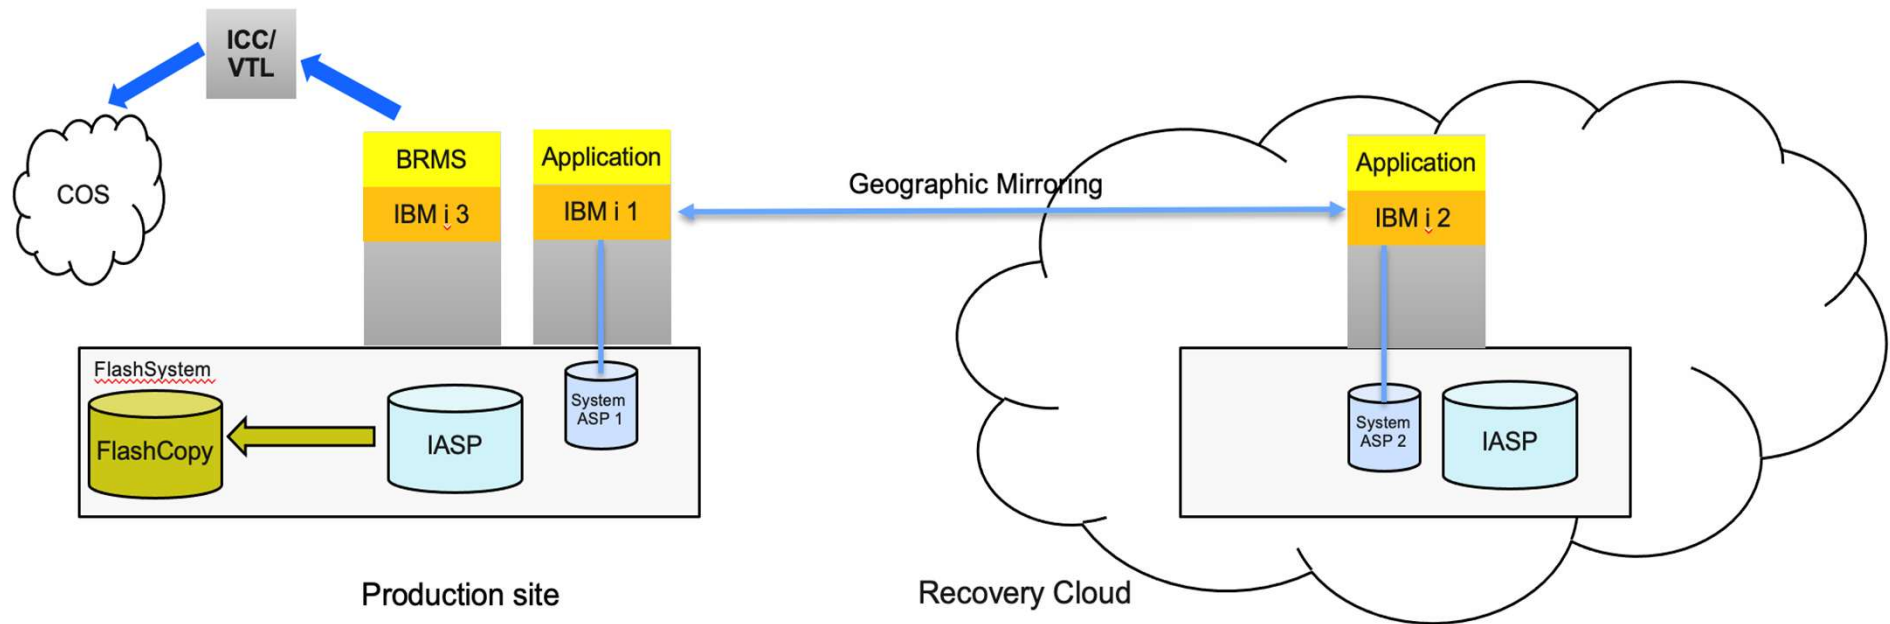 ICC/
VTL
COS
BRMS
IBM i 3
Application
IBM i 1
Geographic Mirroring
Application
IBM i 2
FlashSystem
FlashCopy
IASP
System
ASP 1
System
ASP 2
IASP
Production site
Recovery Cloud